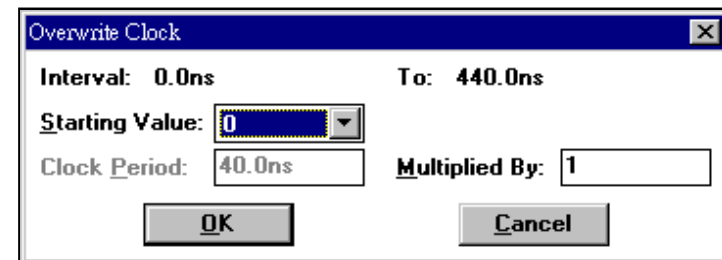 Overwrite Clock
Interval: 0.0ns To: 440.0ns
Starting Value: 0
Clock Period: 40.0ns Multiplied By: 1
OK Cancel